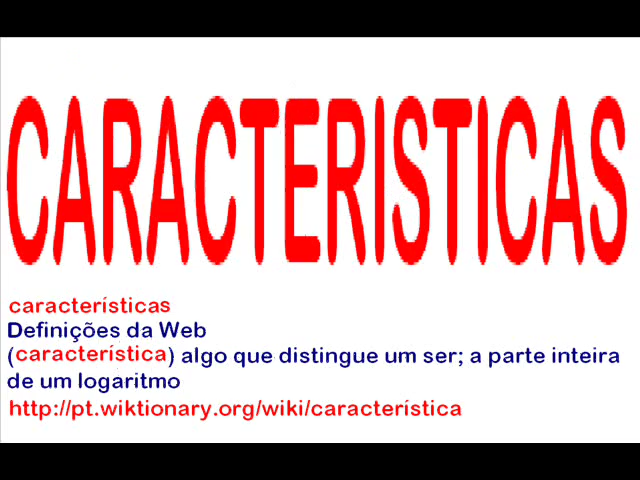 CARACTERISTICAS
características
Definições da Web
(característica) algo que distingue um ser; a parte inteira
de um logaritmo
http://pt.wiktionary.org/wiki/característica